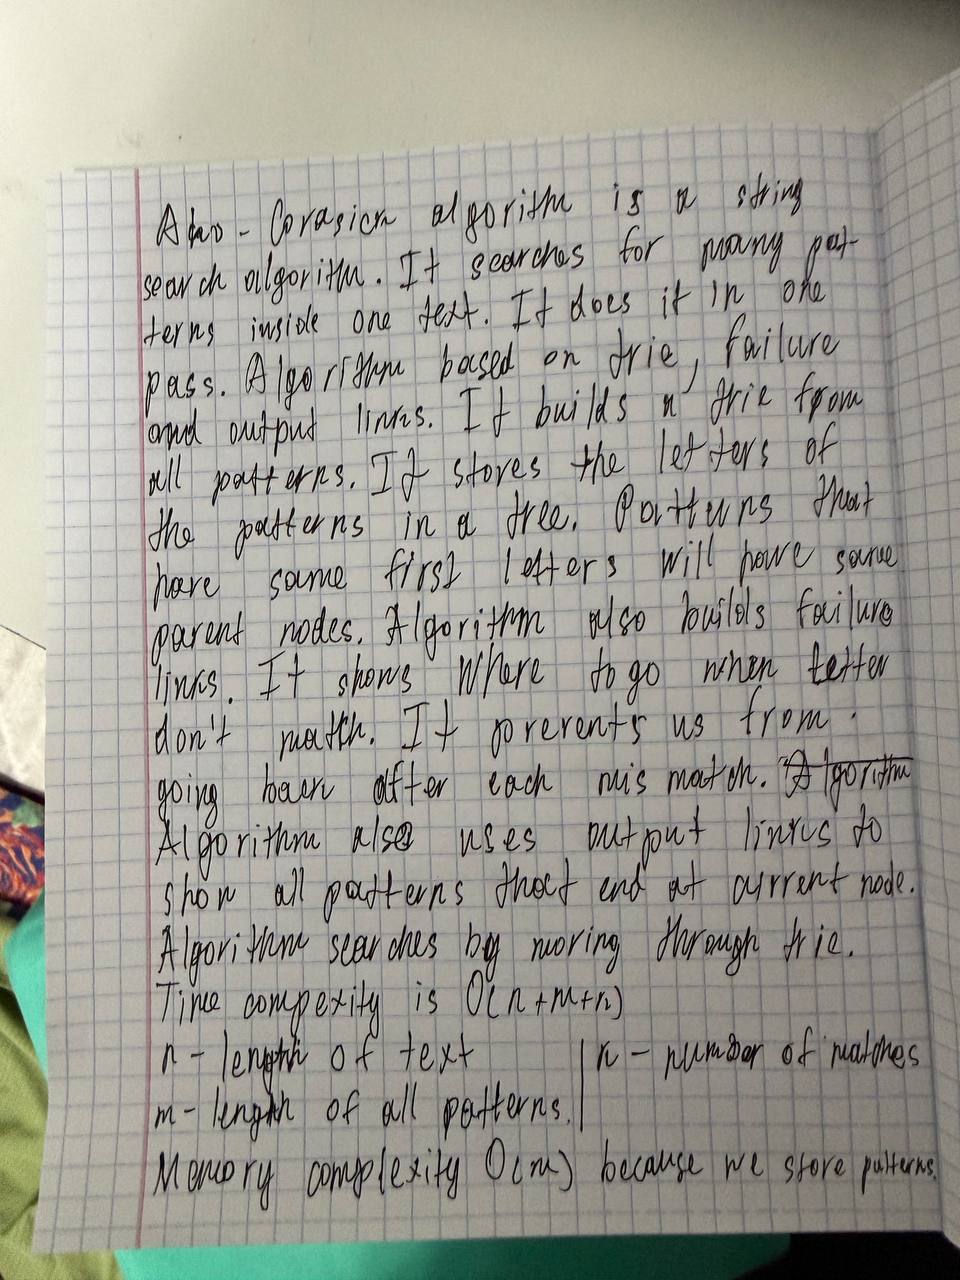 Aho - Corasick algorithm is a string
search algorithm. It searches for many pat-
terns inside one text. It does it in one
pass. Algorithm based on trie, failure
and output links. It builds a trie from
all patterns. It stores the letters of
the patterns in a tree. Patterns that
have same first letters will have same
parent nodes. Algorithm also builds failure
links. It shows where to go when letter
don't match. It prevents us from
going back after each mismatch. Algorithm
Algorithm also uses output links to
show all patterns that end at current node.
Algorithm searches by moving through trie.
Time compexity is O(n+m+k)
n - length of text | k - number of matches
m - length of all patterns. |
Memory complexity O(m) because we store patterns.